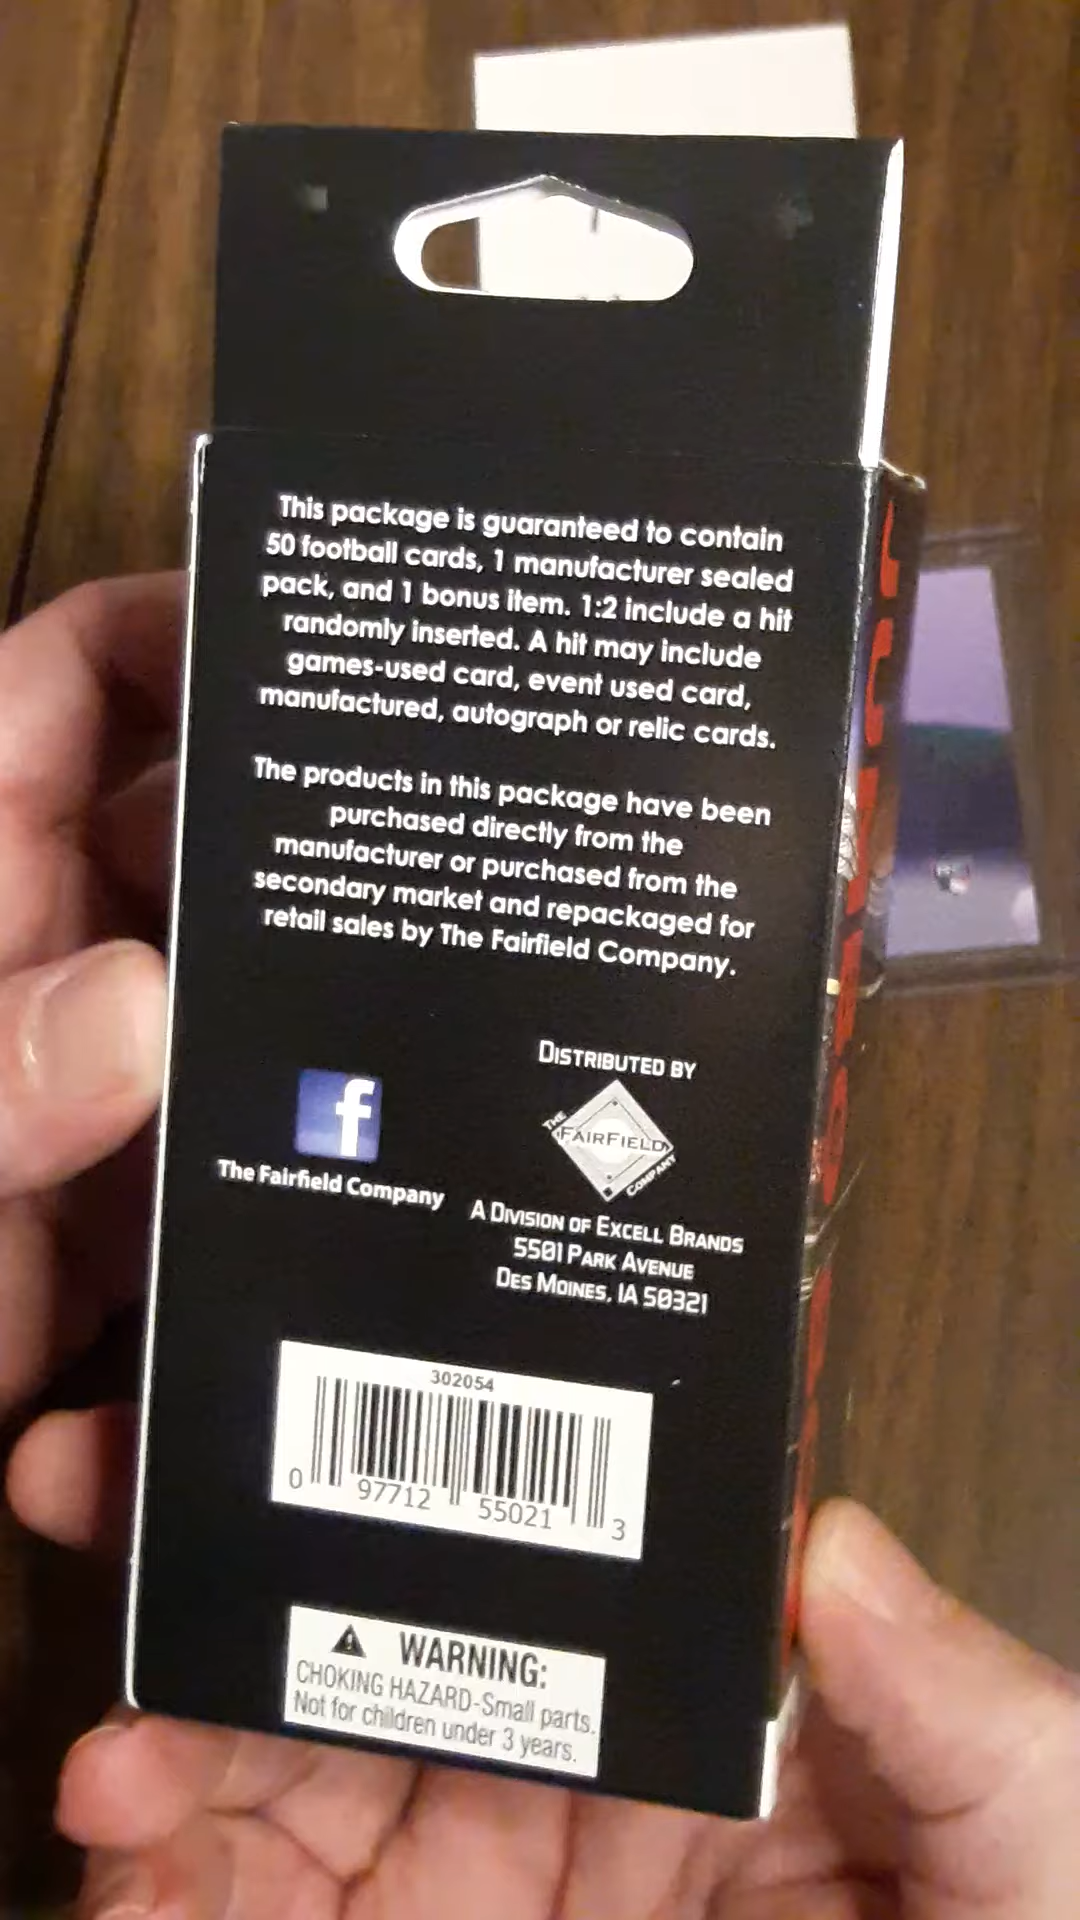 This package is guaranteed to contain
50 football cards, 1 manufacturer sealed
pack, and 1 bonus item. 1:2 include a hit
randomly inserted. A hit may include
games-used card, event used card,
manufactured, autograph or relic cards.
The products in this package have been
purchased directly from the
manufacturer or purchased from the
secondary market and repackaged for
retail sales by The Fairfield Company.
f
The Fairfield Company
DISTRIBUTED BY
THE
FAIRFIELD
COMPANY
A DIVISION OF EXCELL BRANDS
5501 PARK AVENUE
DES MOINES, IA 50321
302054
0 97712 55021 3
WARNING:
CHOKING HAZARD-Small parts.
Not for children under 3 years.